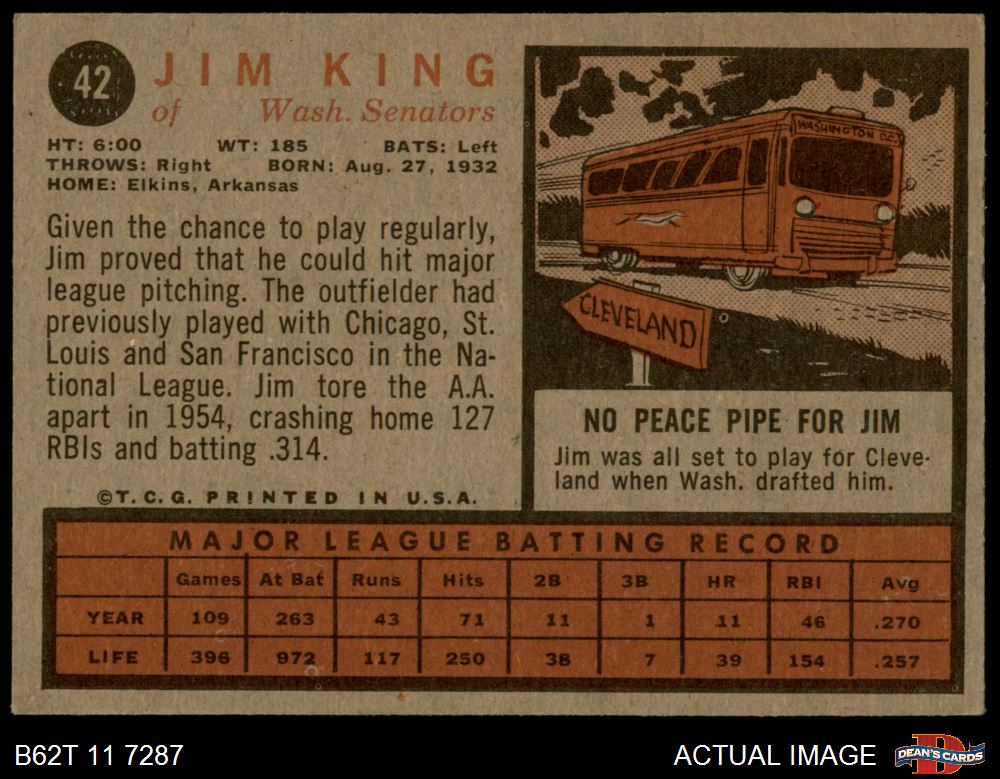 42
JIM KING
of Wash. Senators
HT: 6:00 WT: 185 BATS: Left
THROWS: Right BORN: Aug. 27, 1932
HOME: Elkins, Arkansas
Given the chance to play regularly,
Jim proved that he could hit major
league pitching. The outfielder had
previously played with Chicago, St.
Louis and San Francisco in the Na-
tional League. Jim tore the A.A.
apart in 1954, crashing home 127
RBIs and batting .314.
©T.C.G. PRINTED IN U.S.A.
WASHINGTON D.C.
CLEVELAND
NO PEACE PIPE FOR JIM
Jim was all set to play for Cleve-
land when Wash. drafted him.
MAJOR LEAGUE BATTING RECORD
Games At Bat Runs Hits 2B 3B HR RBI Avg
YEAR 109 263 43 71 11 1 11 46 .270
LIFE 396 972 117 250 38 7 39 154 .257
B62T 11 7287
ACTUAL IMAGE
DEAN'S CARDS